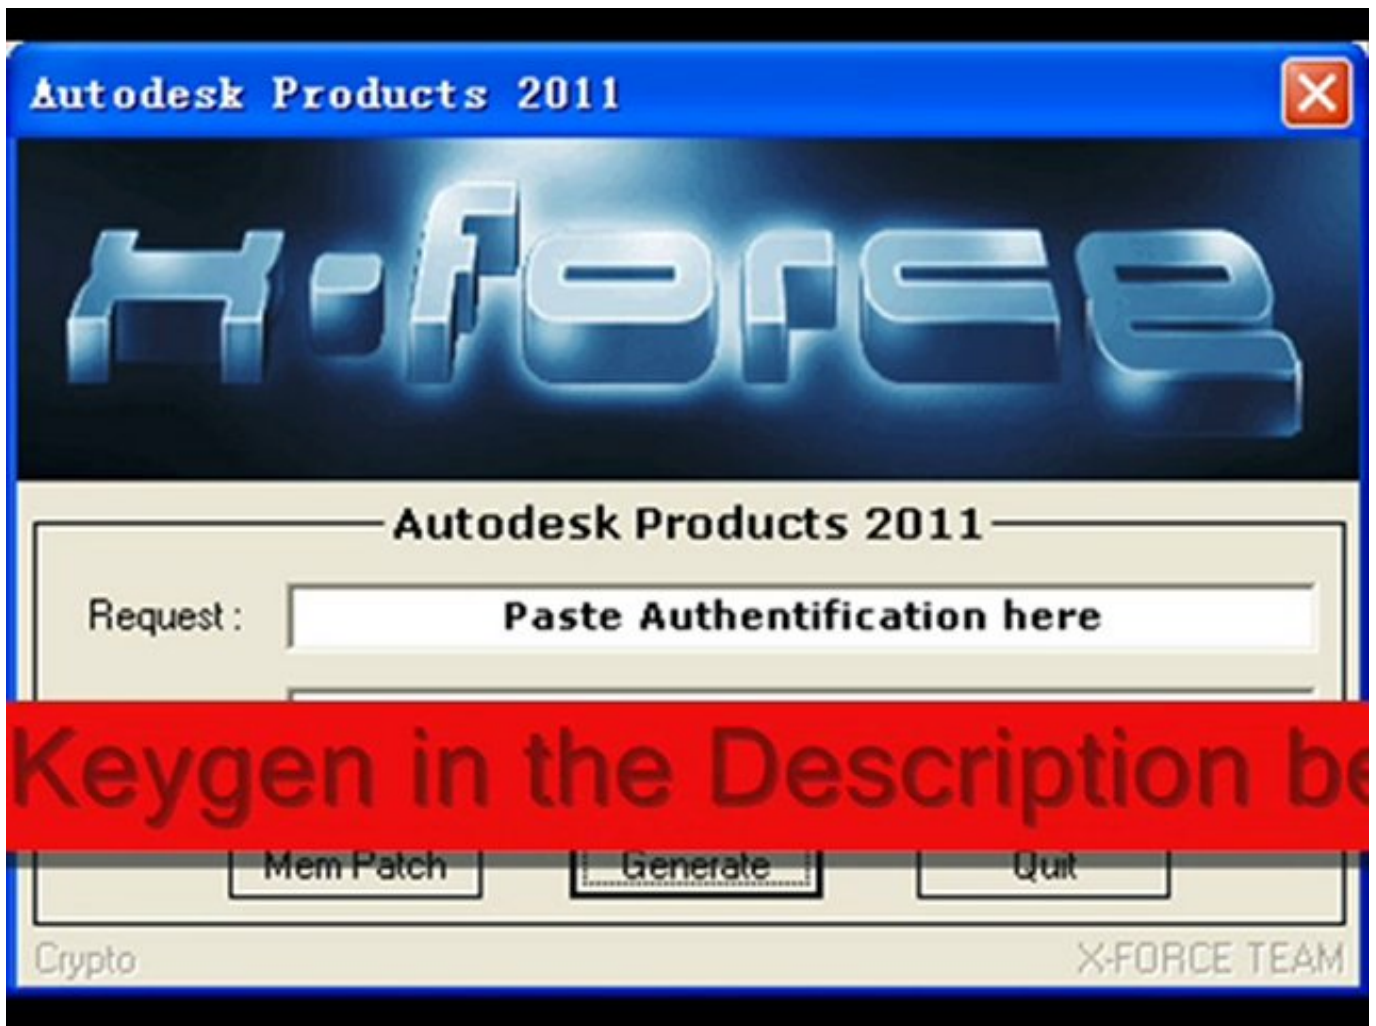 Autodesk Products 2011
x-force
Autodesk Products 2011
Request :
Paste Authentification here
Keygen in the Description be
Mem Patch
Generate
Quit
Crypto
X-FORCE TEAM